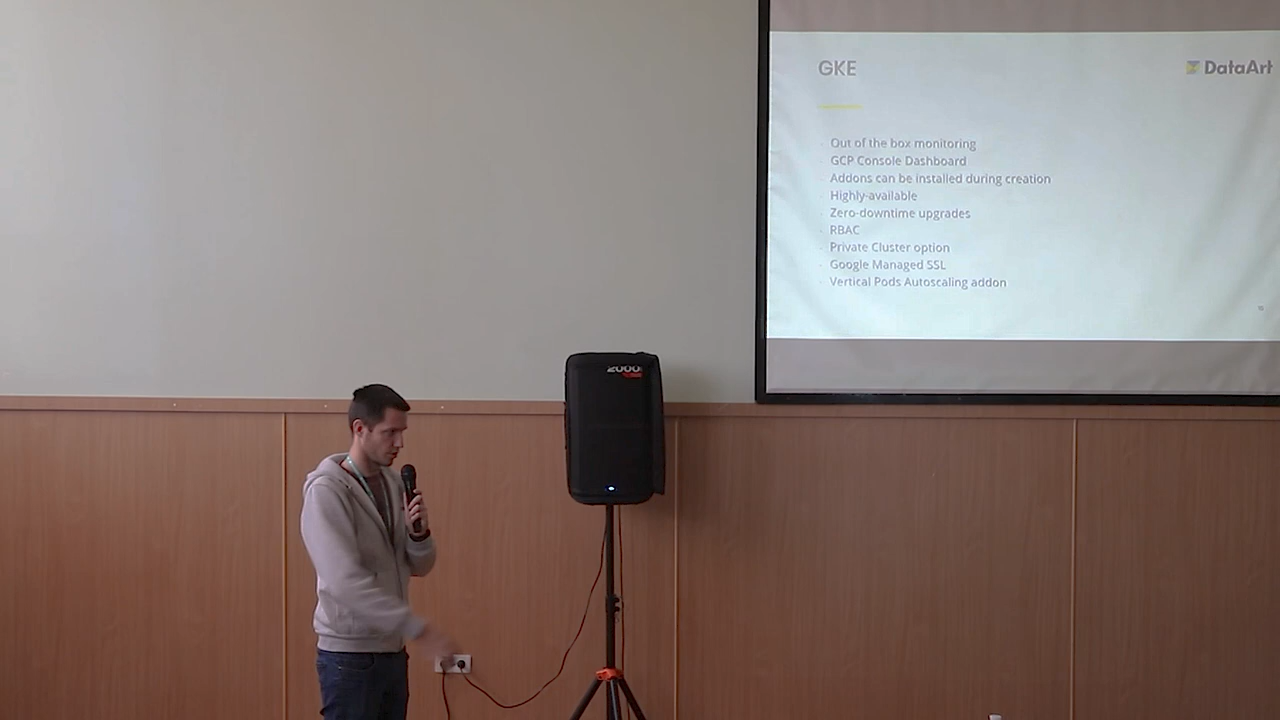 GKE
DataArt
Out of the box monitoring
GCP Console Dashboard
Addons can be installed during creation
Highly-available
Zero-downtime upgrades
RBAC
Private Cluster option
Google Managed SSL
Vertical Pods Autoscaling addon
2000